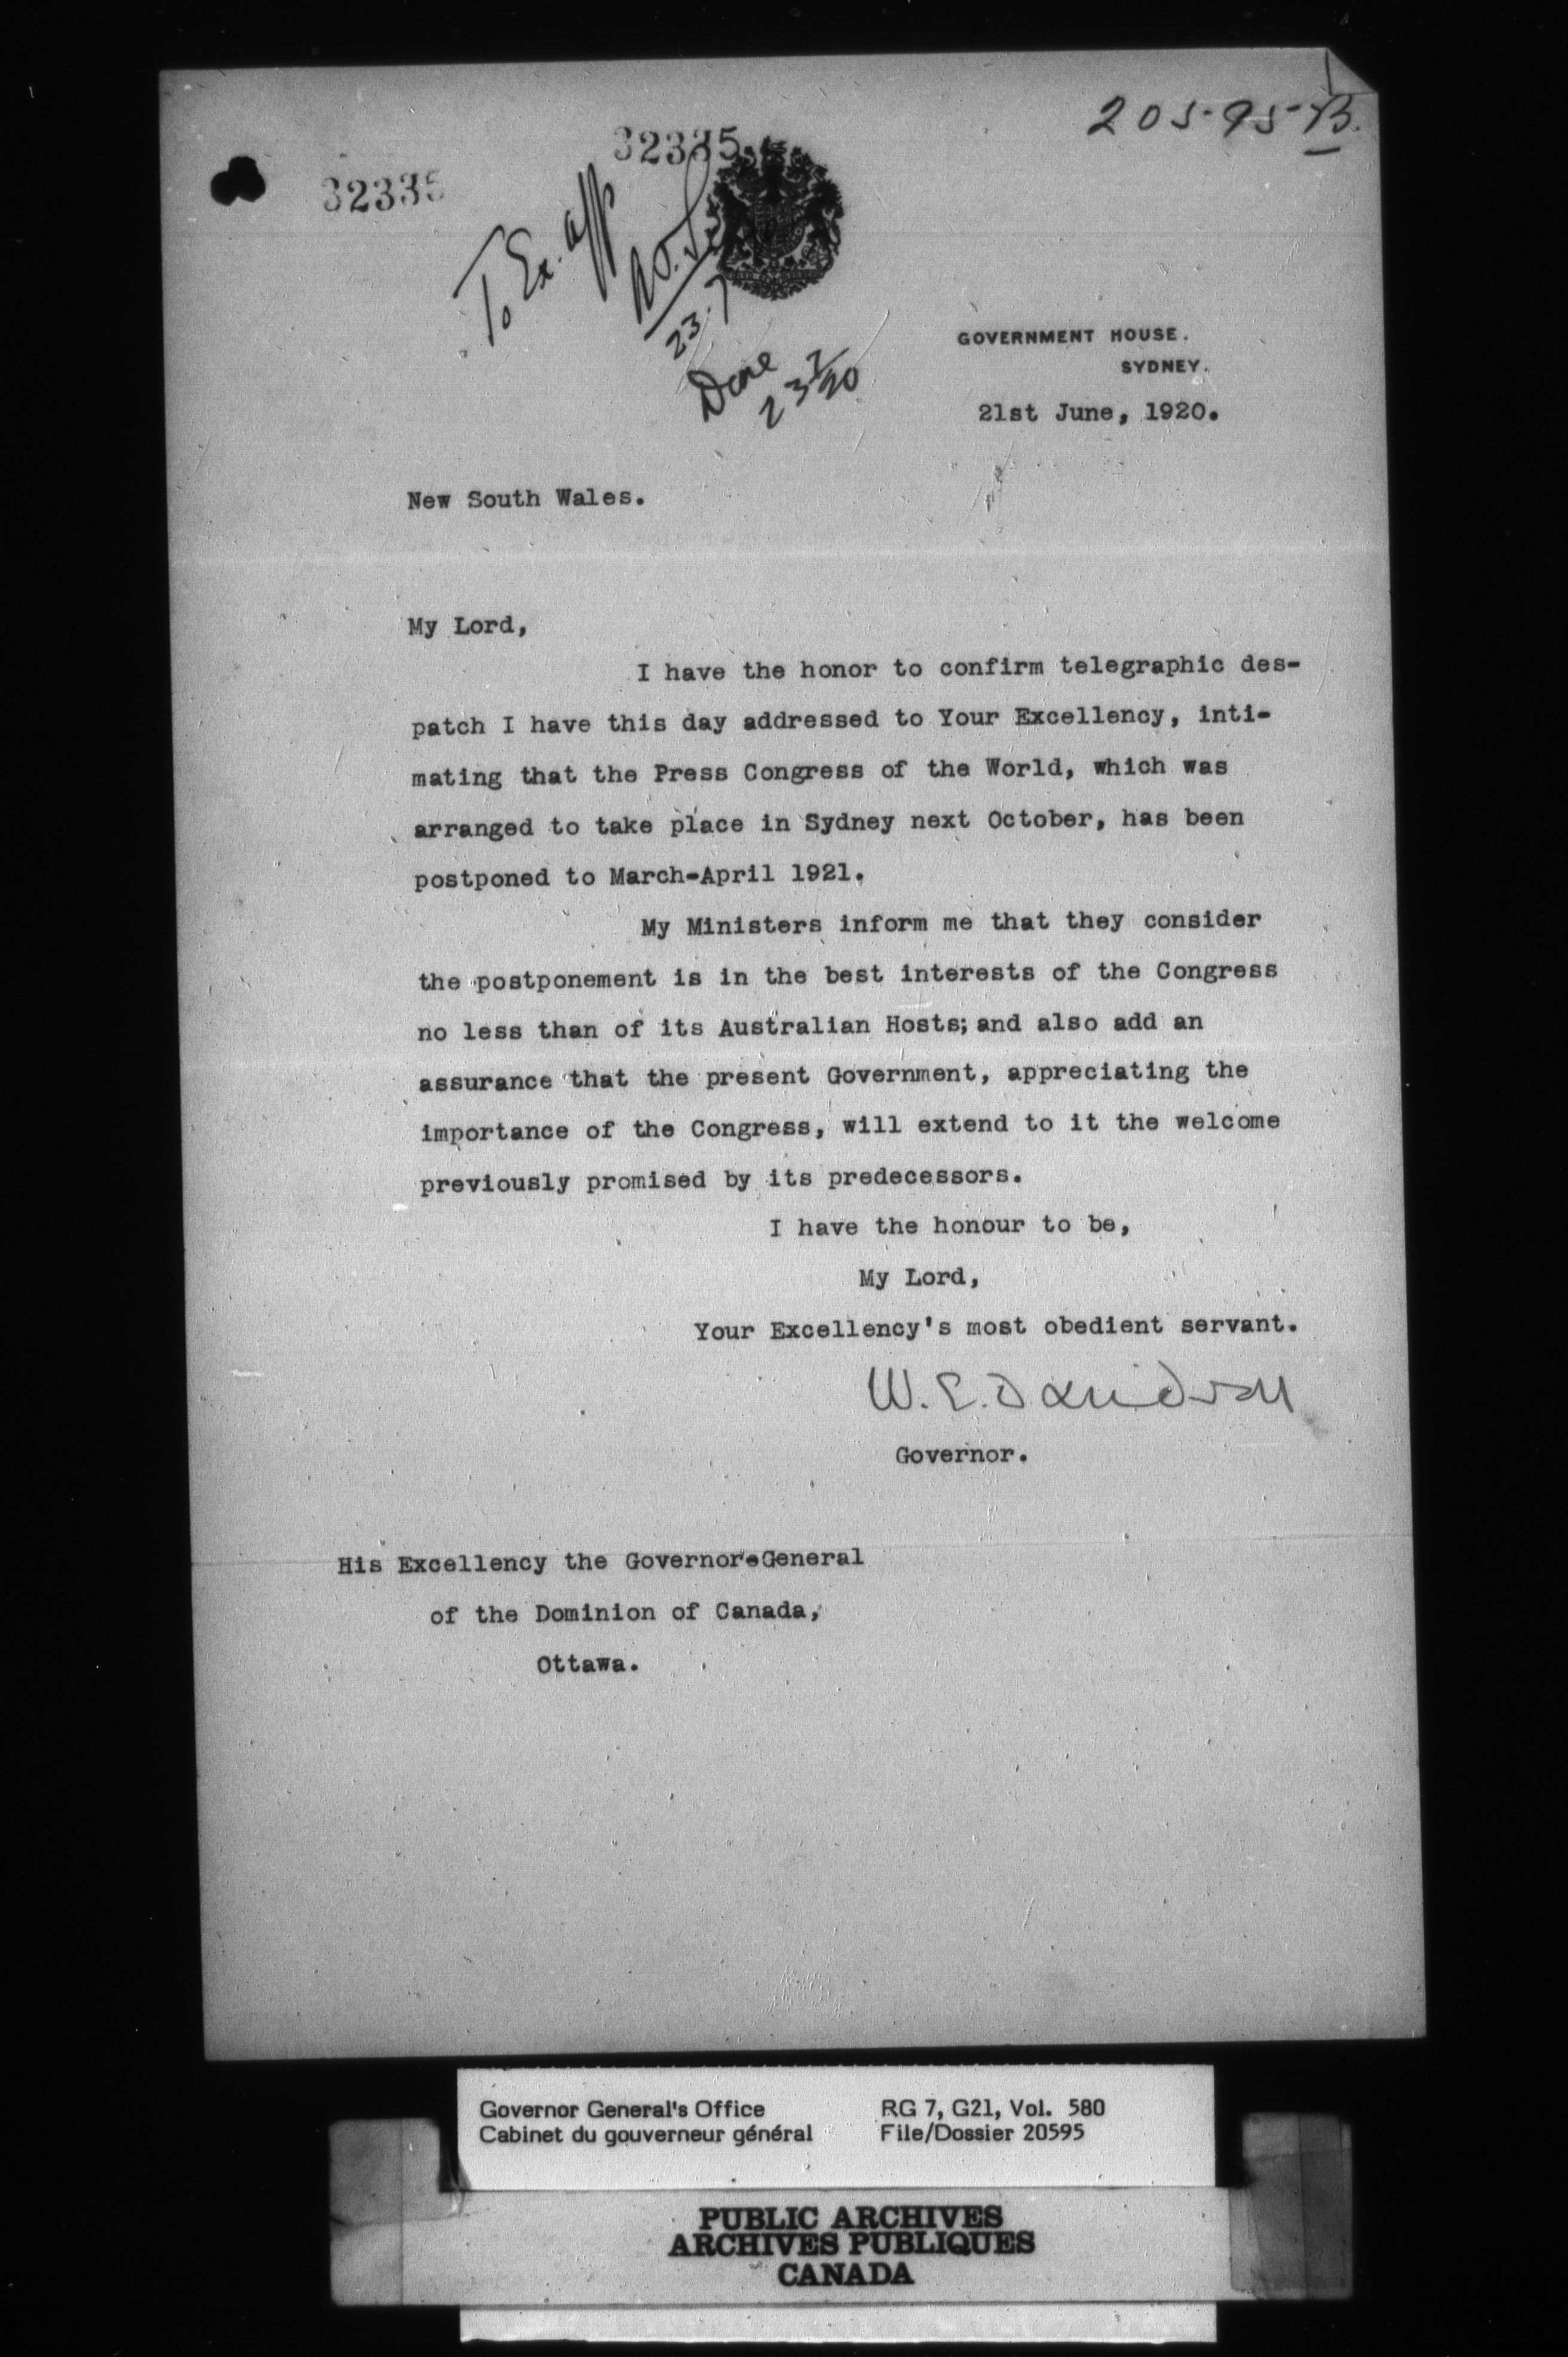 205-95-B.
32335
32335
To Ex. Aff
23.7
Done
23 7/20
GOVERNMENT HOUSE.
SYDNEY.
21st June, 1920.
New South Wales.
My Lord,
I have the honor to confirm telegraphic des-
patch I have this day addressed to Your Excellency, inti-
mating that the Press Congress of the World, which was
arranged to take place in Sydney next October, has been
postponed to March-April 1921.
My Ministers inform me that they consider
the postponement is in the best interests of the Congress
no less than of its Australian Hosts; and also add an
assurance that the present Government, appreciating the
importance of the Congress, will extend to it the welcome
previously promised by its predecessors.
I have the honour to be,
My Lord,
Your Excellency's most obedient servant.
W. E. Davidson
Governor.
His Excellency the Governor-General
of the Dominion of Canada,
Ottawa.
Governor General's Office
Cabinet du gouverneur général
RG 7, G21, Vol. 580
File/Dossier 20595
PUBLIC ARCHIVES
ARCHIVES PUBLIQUES
CANADA